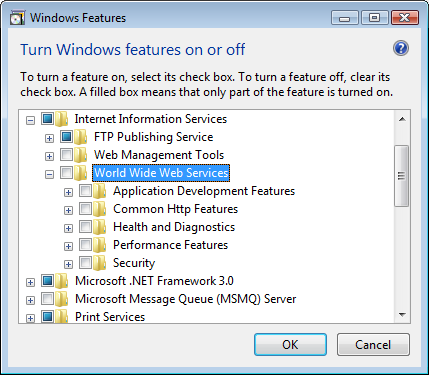 Windows Features
Turn Windows features on or off
To turn a feature on, select its check box. To turn a feature off, clear its
check box. A filled box means that only part of the feature is turned on.
Internet Information Services
FTP Publishing Service
Web Management Tools
World Wide Web Services
Application Development Features
Common Http Features
Health and Diagnostics
Performance Features
Security
Microsoft .NET Framework 3.0
Microsoft Message Queue (MSMQ) Server
Print Services
OK
Cancel